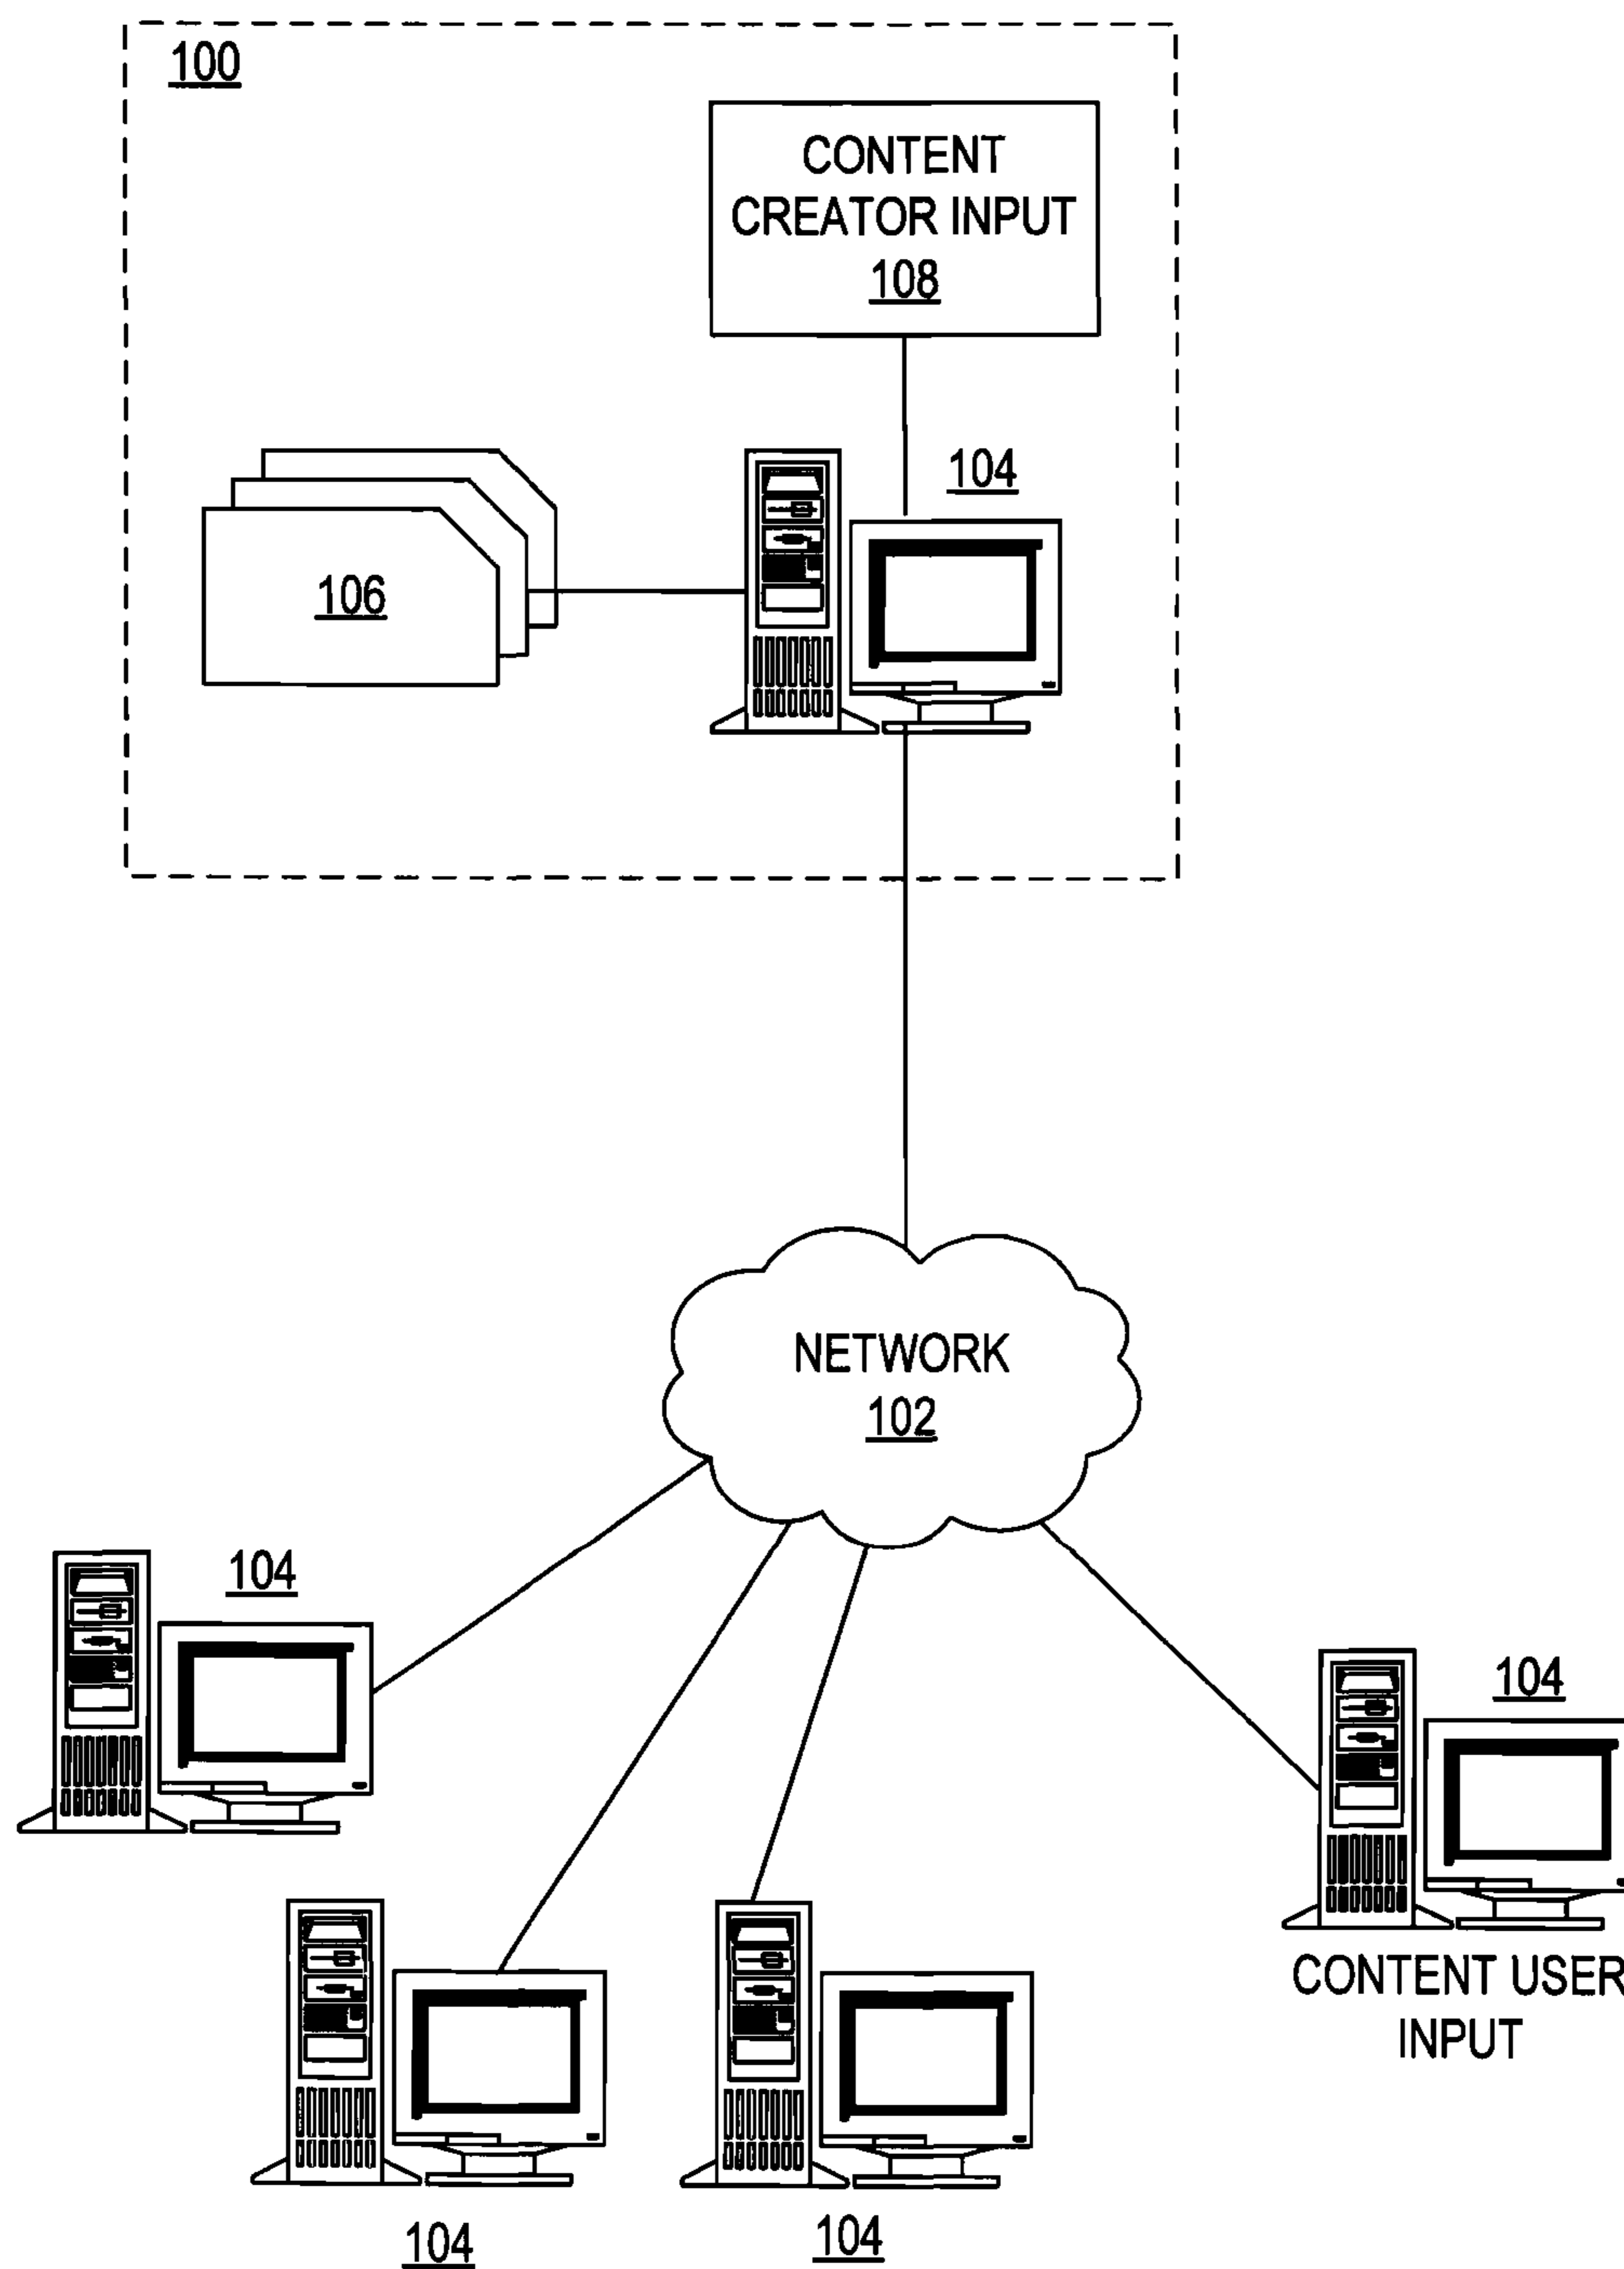 100
CONTENT
CREATOR INPUT
108
104
106
NETWORK
102
104
104
CONTENT USER
INPUT
104
104